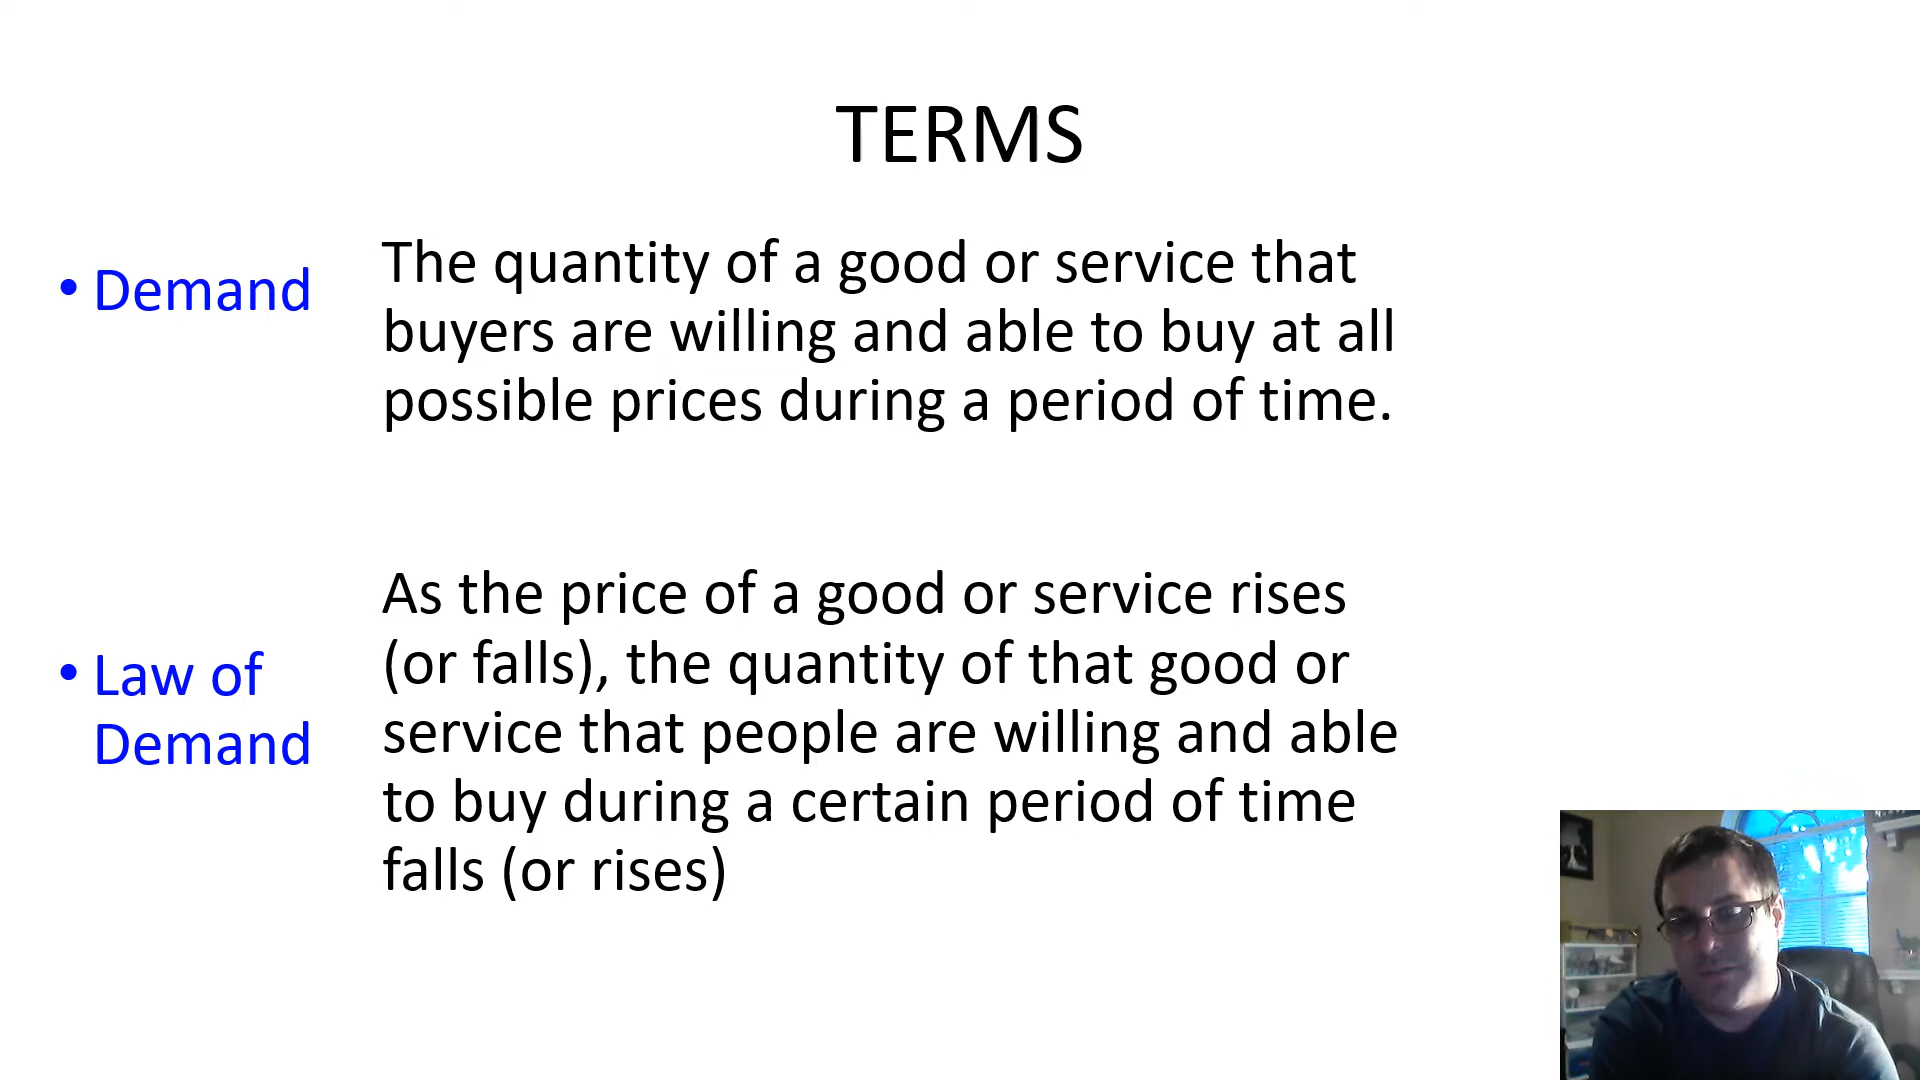 TERMS
• Demand
The quantity of a good or service that
buyers are willing and able to buy at all
possible prices during a period of time.
• Law of
Demand
As the price of a good or service rises
(or falls), the quantity of that good or
service that people are willing and able
to buy during a certain period of time
falls (or rises)